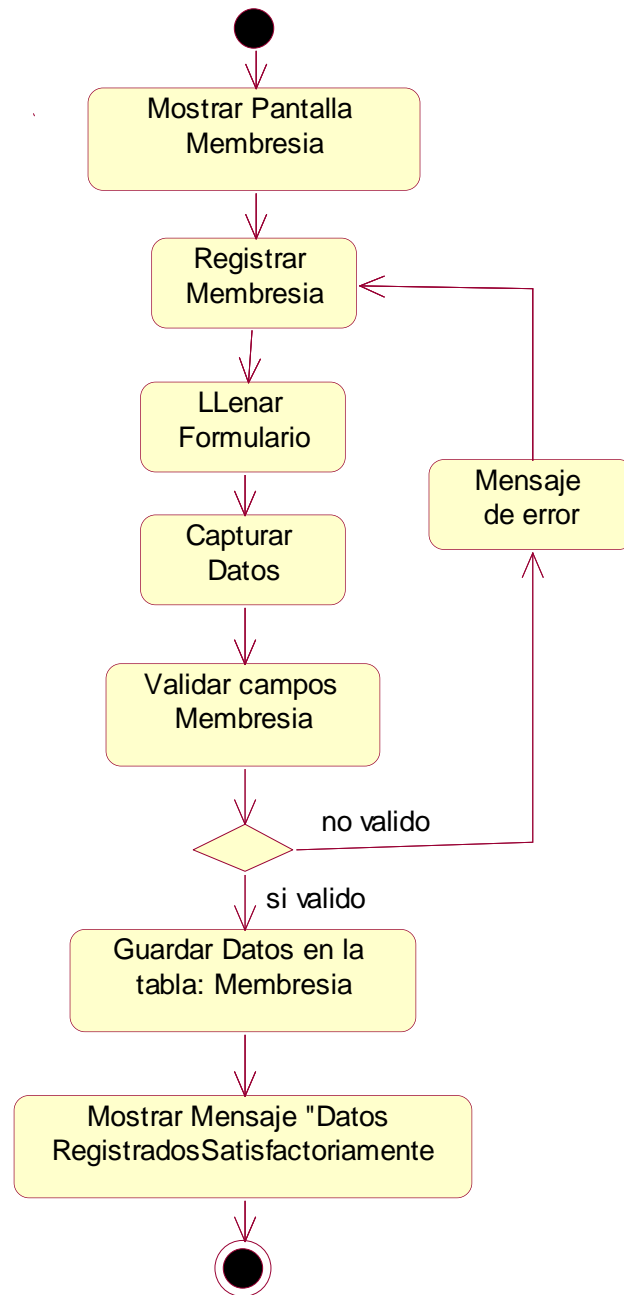 Mostrar Pantalla
Membresia
Registrar
Membresia
LLenar
Formulario
Mensaje
de error
Capturar
Datos
Validar campos
Membresia
no valido
si valido
Guardar Datos en la
tabla: Membresia
Mostrar Mensaje "Datos
RegistradosSatisfactoriamente